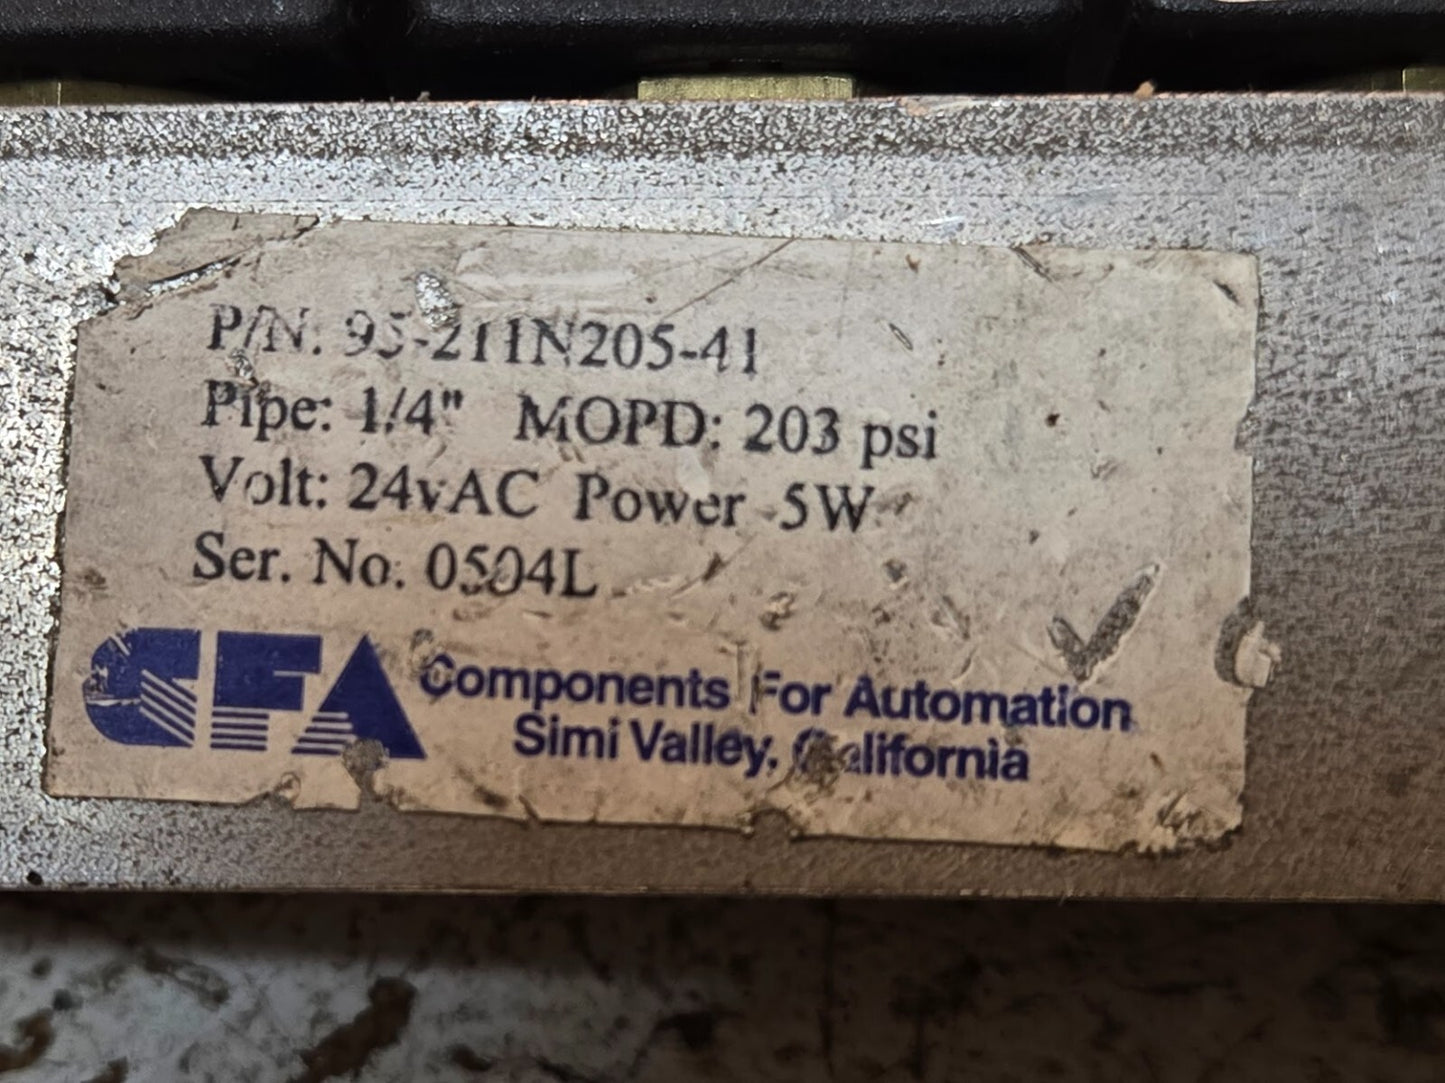 P/N: 95-211N205-41
Pipe: 1/4" MOPD: 203 psi
Volt: 24vAC Power 5W
Ser. No. 0504L
CFA
Components For Automation
Simi Valley, California